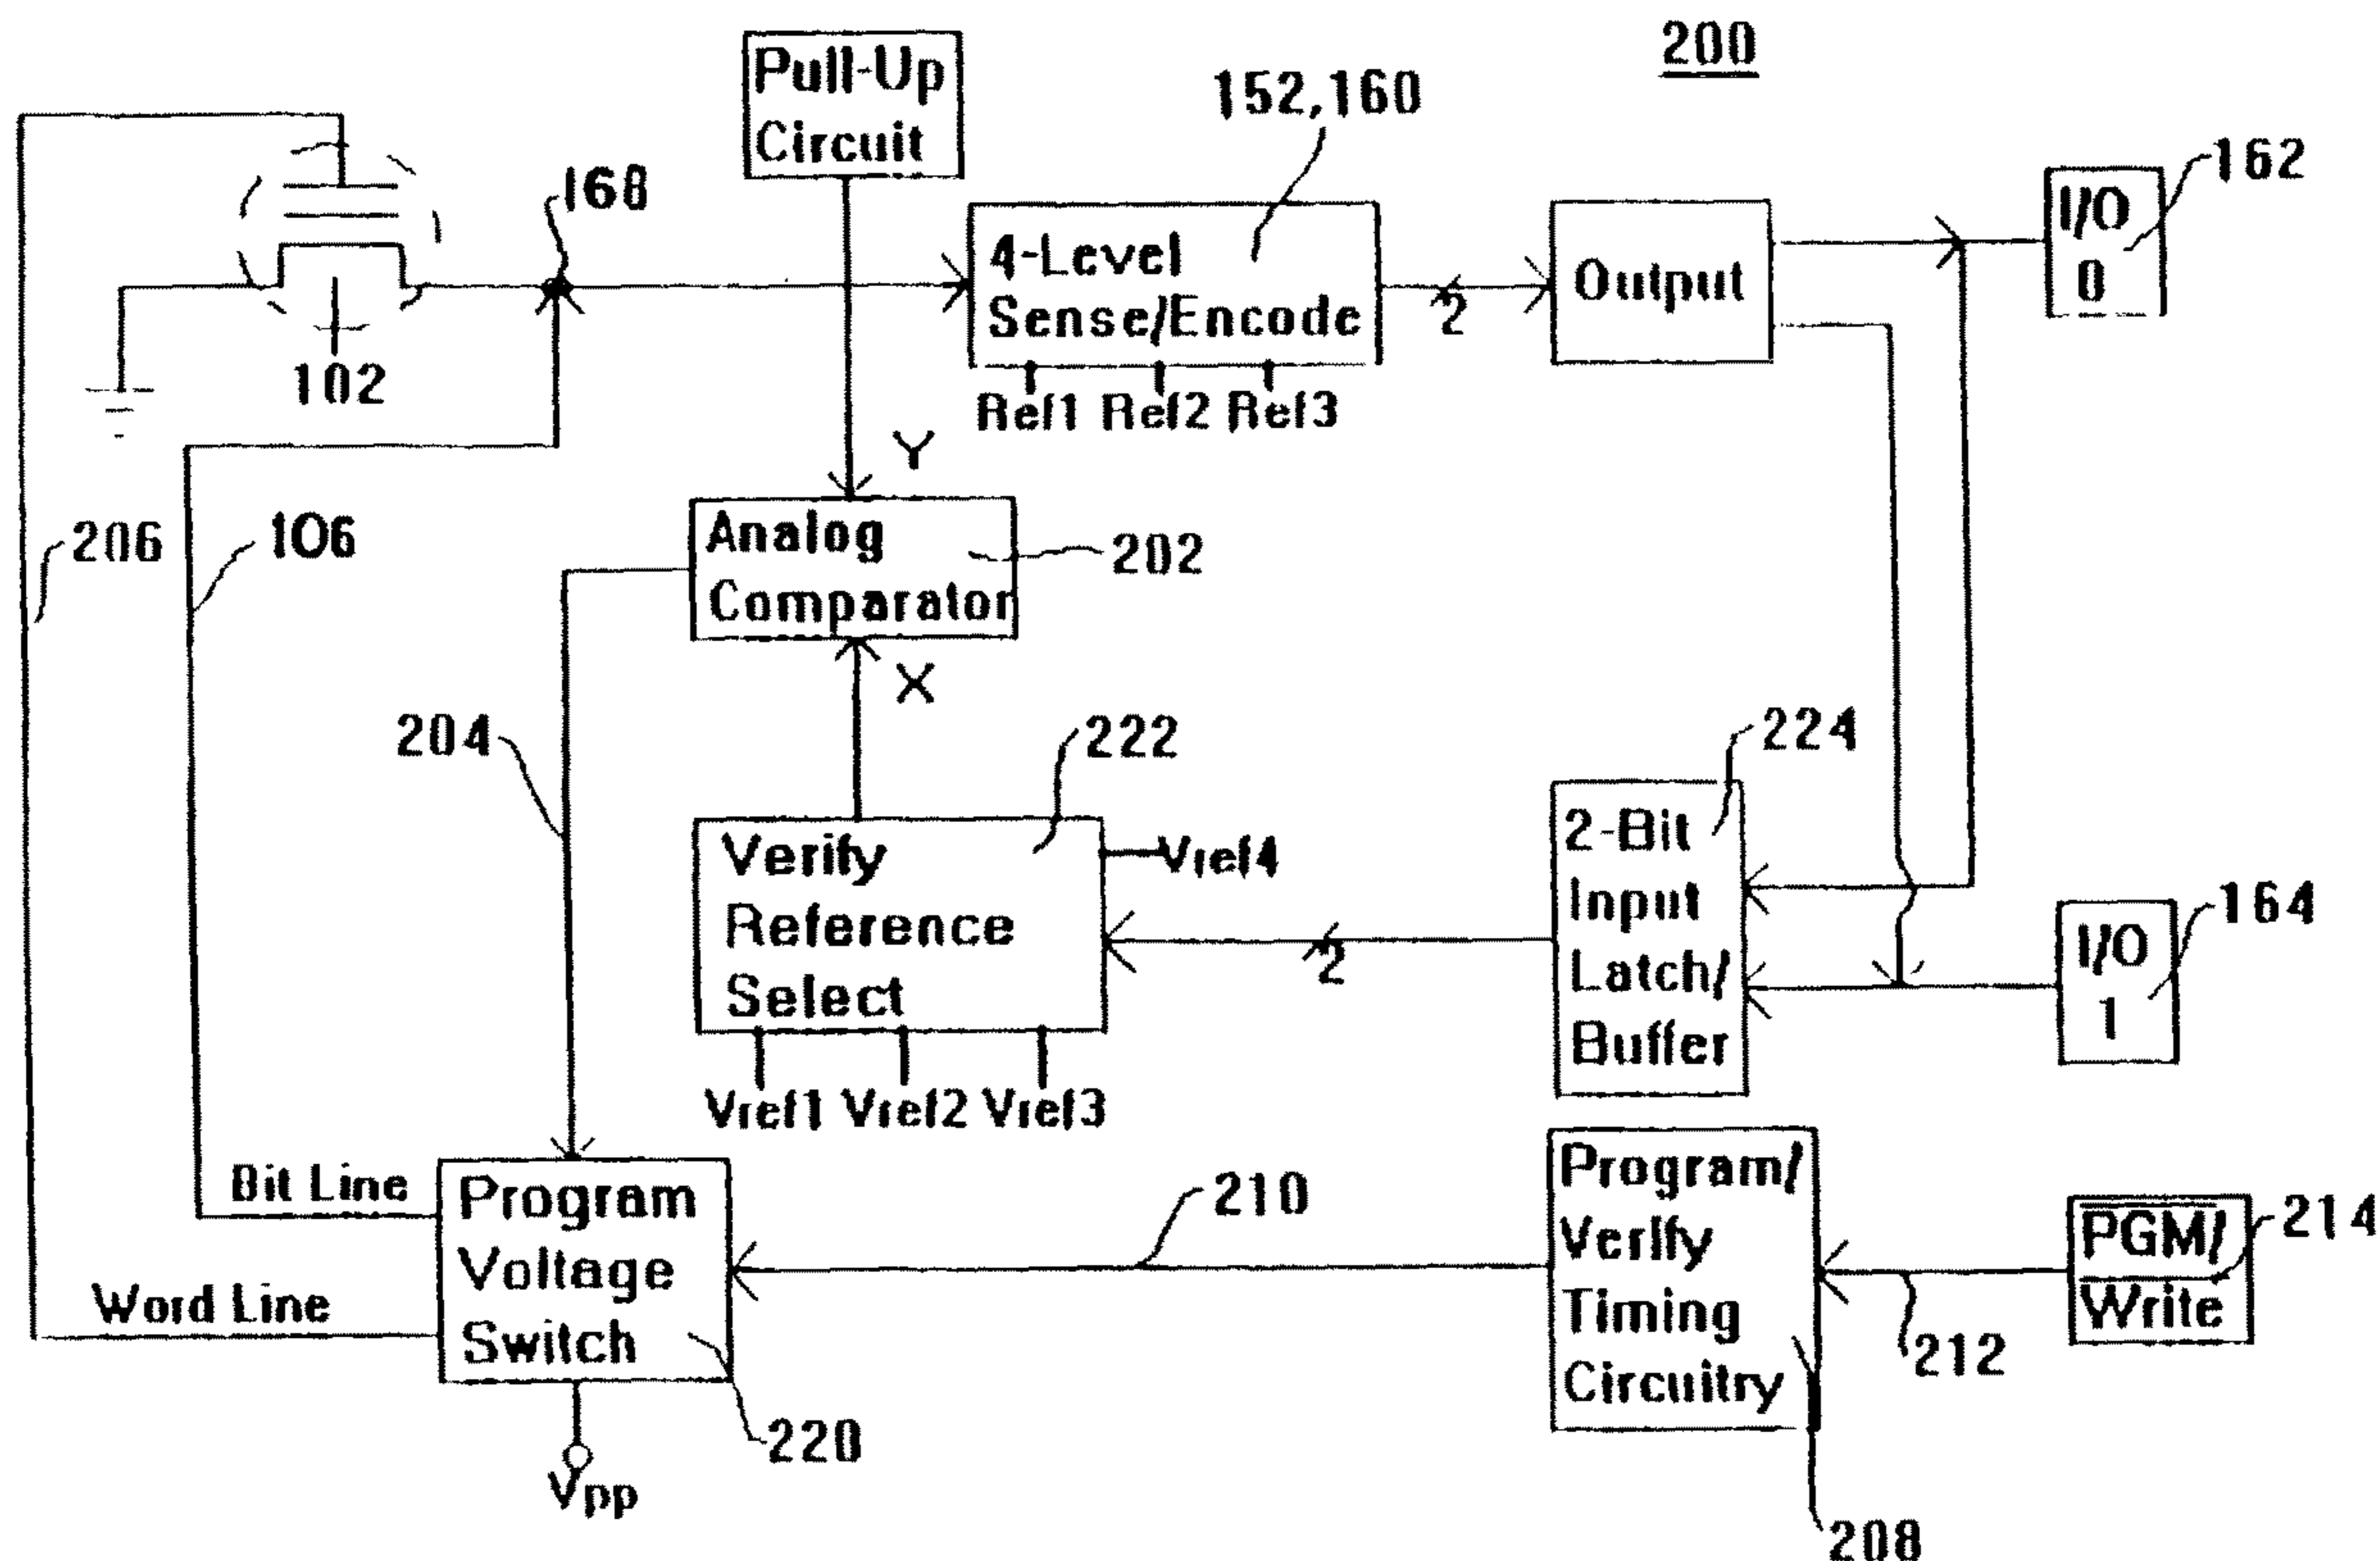 200
Pull-Up
Circuit
152,160
162
168
I/O
0
4-Level
Sense/Encode
2
Output
102
Ref1 Ref2 Ref3
Y
206
106
Analog
Comparator
202
X
204
222
224
Verify
Reference
Select
Vref4
2
2-Bit
Input
Latch/
Buffer
164
I/O
1
Vref1 Vref2 Vref3
Bit Line
Word Line
Program
Voltage
Switch
210
Program/
Verify
Timing
Circuitry
PGM/
Write
214
212
220
Vpp
208